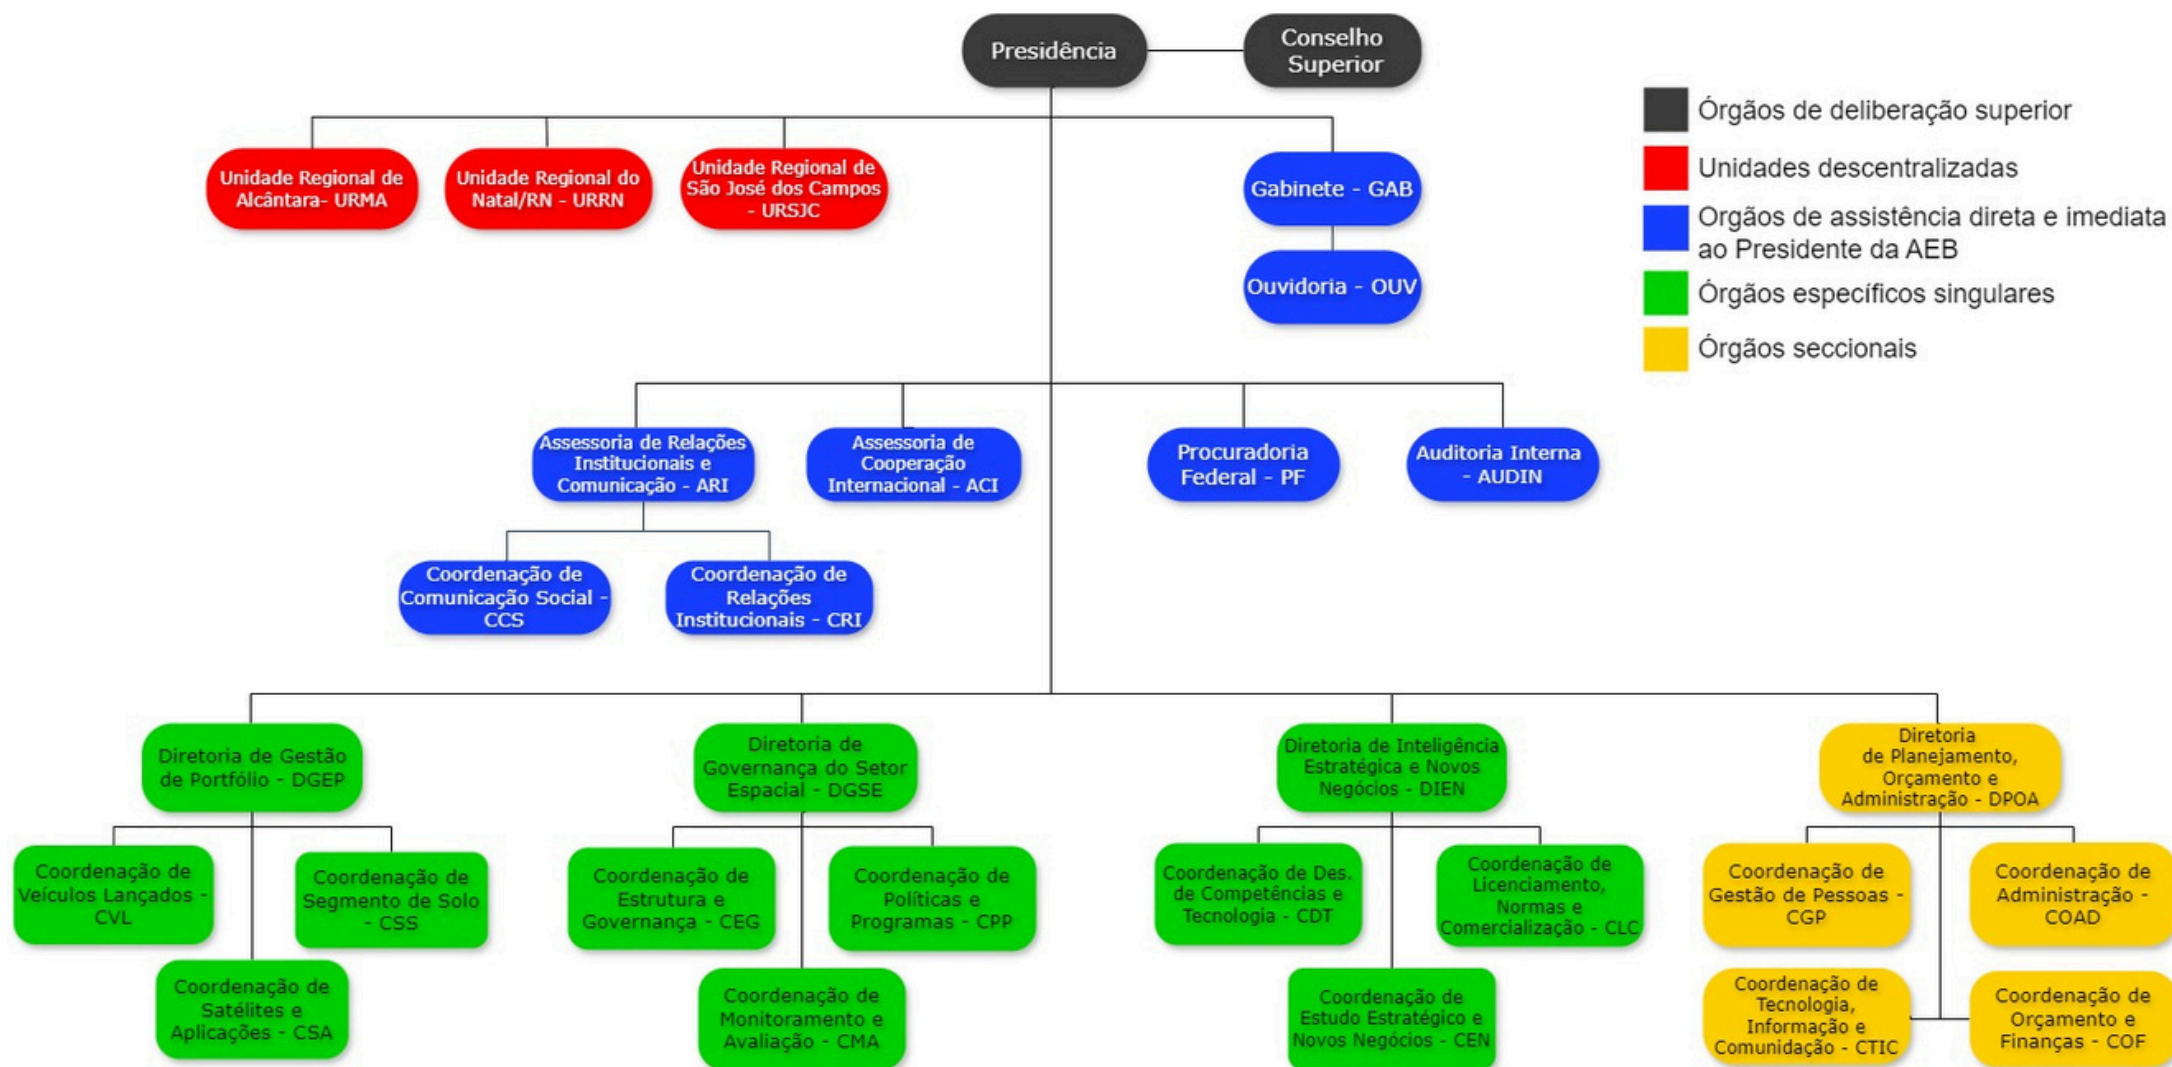 Presidência
Conselho
Superior
Órgãos de deliberação superior
Unidades descentralizadas
Orgãos de assistência direta e imediata
ao Presidente da AEB
Órgãos específicos singulares
Órgãos seccionais
Unidade Regional de
Alcântara- URMA
Unidade Regional do
Natal/RN - URRN
Unidade Regional de
São José dos Campos
- URSJC
Gabinete - GAB
Ouvidoria - OUV
Assessoria de Relações
Institucionais e
Comunicação - ARI
Assessoria de
Cooperação
Internacional - ACI
Procuradoria
Federal - PF
Auditoria Interna
- AUDIN
Coordenação de
Comunicação Social -
CCS
Coordenação de
Relações
Institucionais - CRI
Diretoria de Gestão
de Portfólio - DGEP
Diretoria de
Governança do Setor
Espacial - DGSE
Diretoria de Inteligência
Estratégica e Novos
Negócios - DIEN
Diretoria
de Planejamento,
Orçamento e
Administração - DPOA
Coordenação de
Veículos Lançados -
CVL
Coordenação de
Segmento de Solo
- CSS
Coordenação de
Estrutura e
Governança - CEG
Coordenação de
Políticas e
Programas - CPP
Coordenação de Des.
de Competências e
Tecnologia - CDT
Coordenação de
Licenciamento,
Normas e
Comercialização - CLC
Coordenação de
Gestão de Pessoas -
CGP
Coordenação de
Administração -
COAD
Coordenação de
Satélites e
Aplicações - CSA
Coordenação de
Monitoramento e
Avaliação - CMA
Coordenação de
Estudo Estratégico e
Novos Negócios - CEN
Coordenação de
Tecnologia,
Informação e
Comunidação - CTIC
Coordenação de
Orçamento e
Finanças - COF